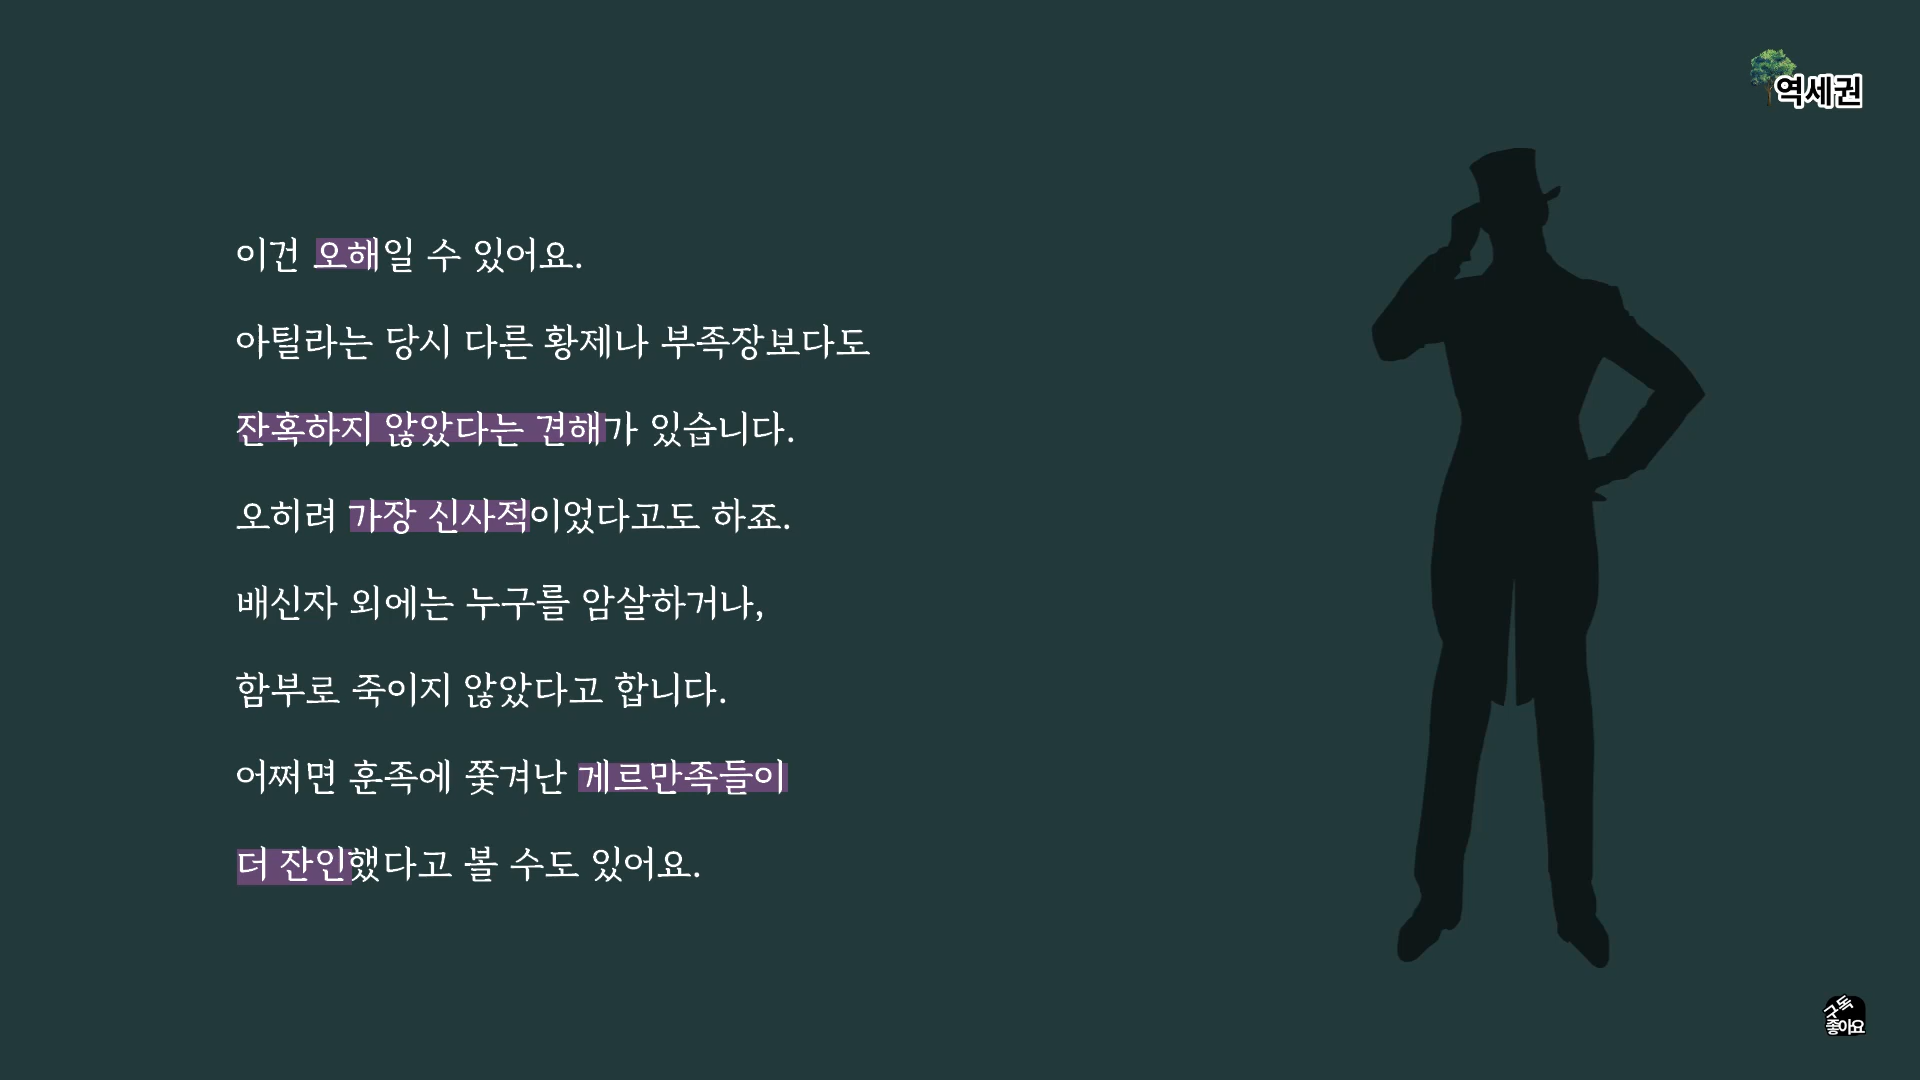 역세권
이건 오해일 수 있어요.
아틸라는 당시 다른 황제나 부족장보다도
잔혹하지 않았다는 견해가 있습니다.
오히려 가장 신사적이었다고도 하죠.
배신자 외에는 누구를 암살하거나,
함부로 죽이지 않았다고 합니다.
어쩌면 훈족에 쫓겨난 게르만족들이
더 잔인했다고 볼 수도 있어요.
구독
좋아요